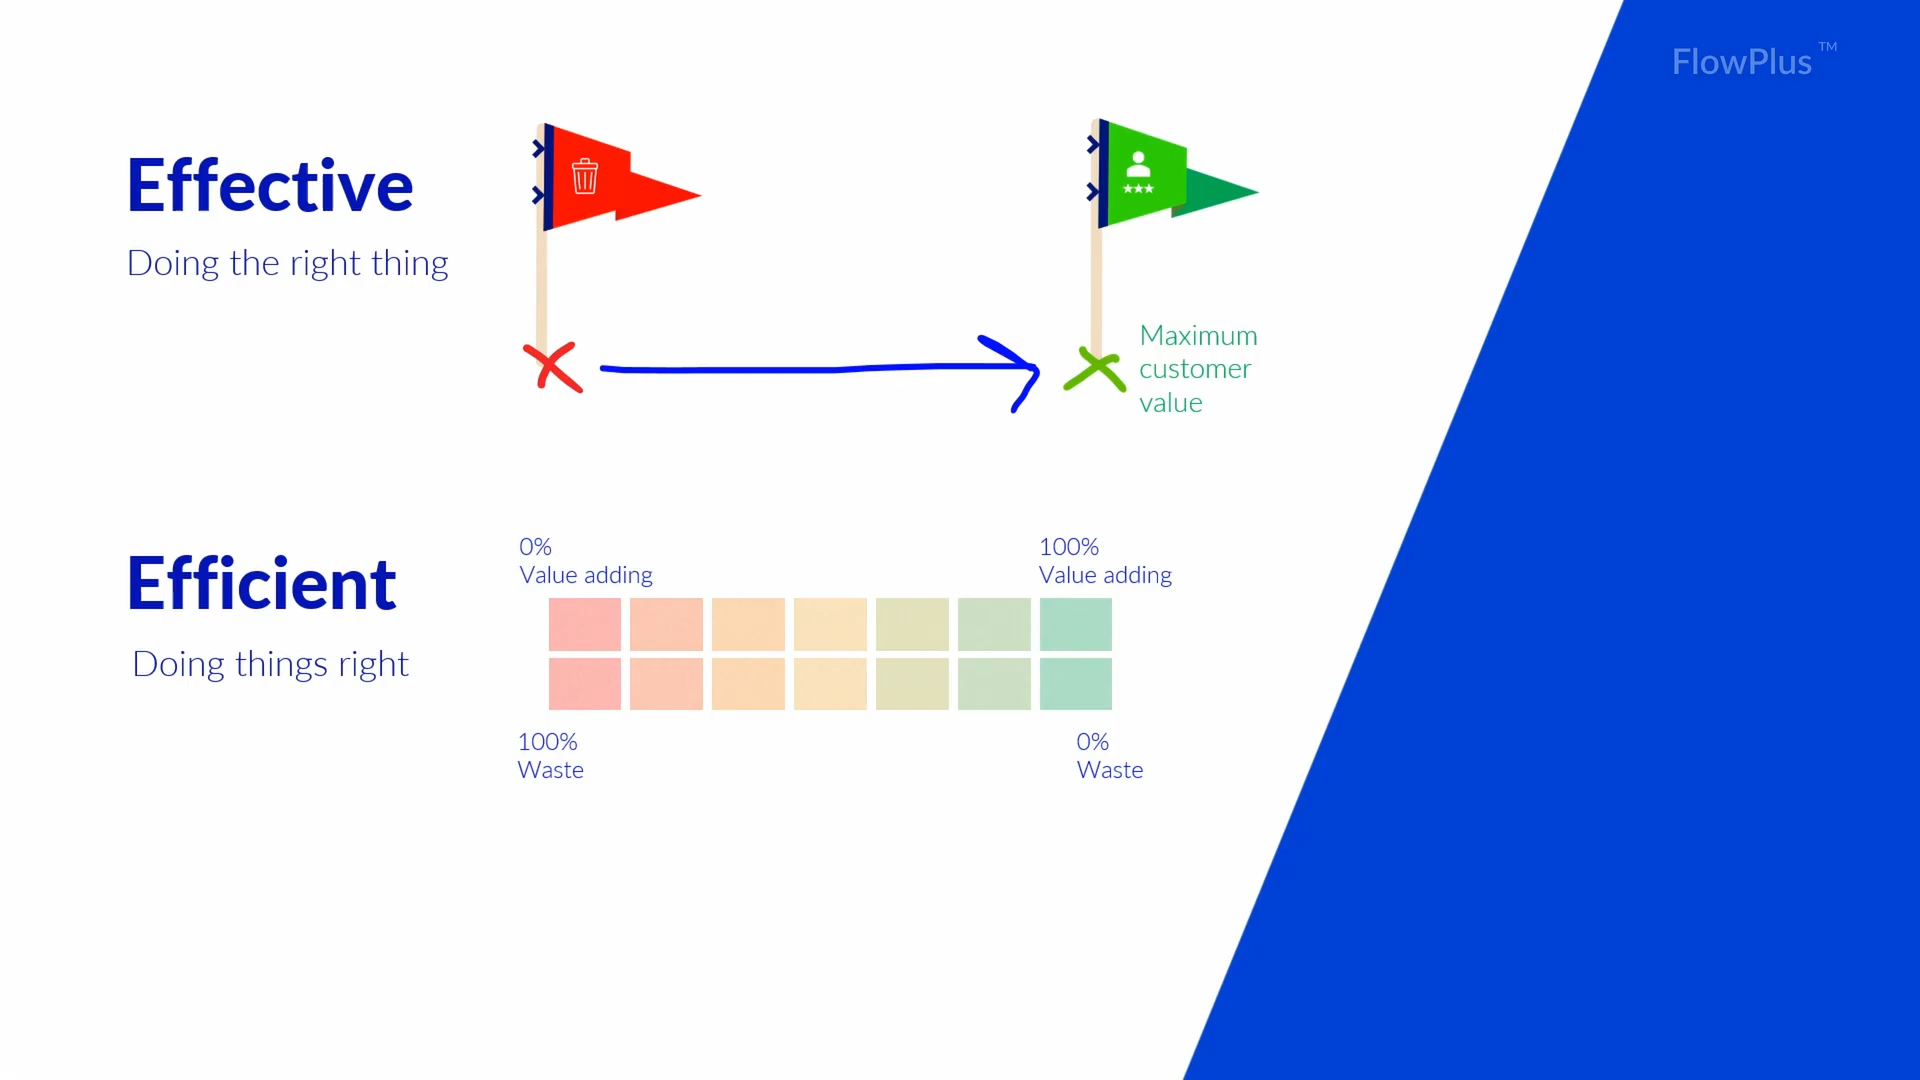 FlowPlus™
Effective
Doing the right thing
Maximum
customer
value
Efficient
Doing things right
0%
Value adding
100%
Value adding
100%
Waste
0%
Waste